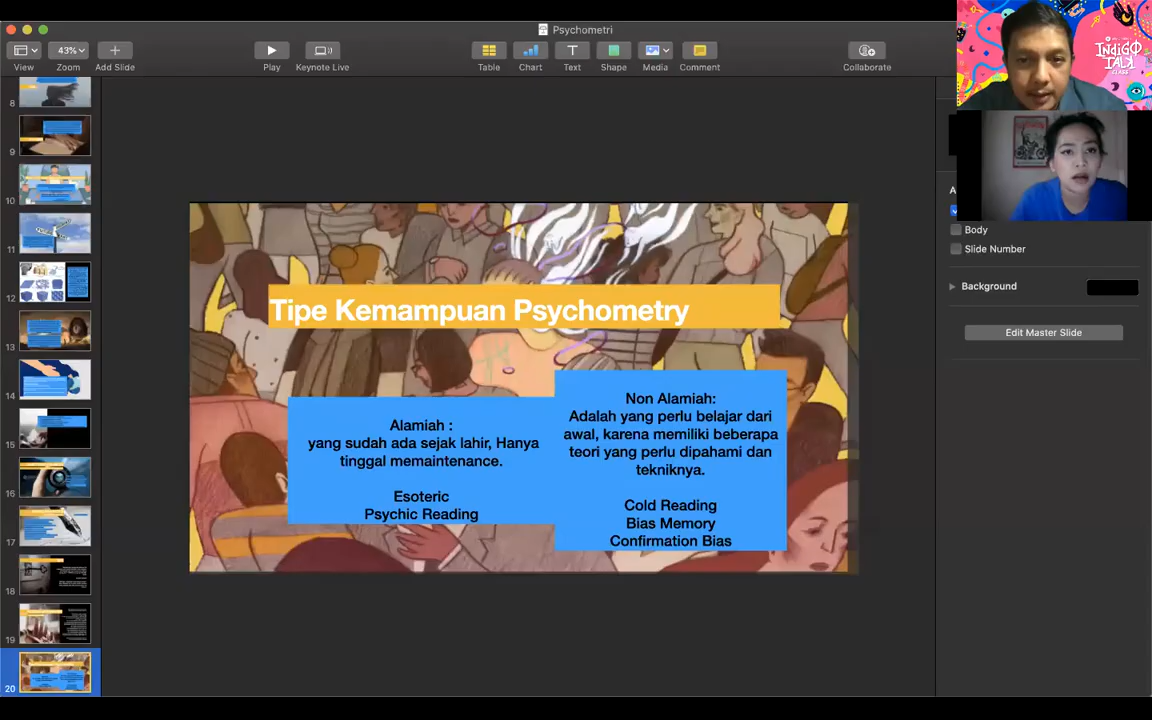 Psychometri
43%
View
Zoom
Add Slide
Play
Keynote Live
Table
Chart
Text
Shape
Media
Comment
Collaborate
INDIGO
TALK
CLASS
Body
Slide Number
Background
Edit Master Slide
8
9
10
11
12
13
14
15
16
17
18
19
20
Tipe Kemampuan Psychometry
Alamiah :
yang sudah ada sejak lahir, Hanya
tinggal memaintenance.
Esoteric
Psychic Reading
Non Alamiah:
Adalah yang perlu belajar dari
awal, karena memiliki beberapa
teori yang perlu dipahami dan
tekniknya.
Cold Reading
Bias Memory
Confirmation Bias